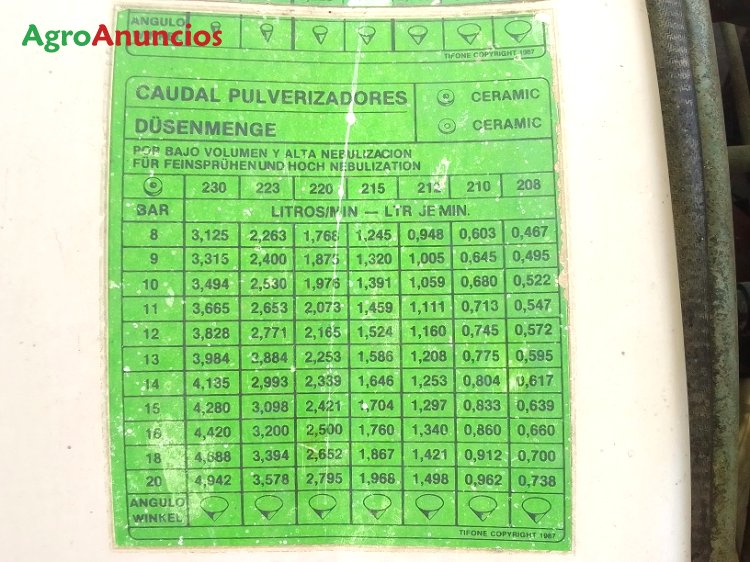 AgroAnuncios
ANGULO
TIFONE COPYRIGHT 1987
CAUDAL PULVERIZADORES
CERAMIC
DÜSENMENGE
CERAMIC
POR BAJO VOLUMEN Y ALTA NEBULIZACION
FÜR FEINSPRÜHEN UND HOCH NEBULIZATION
230 223 220 215 212 210 208
BAR LITROS/MIN — LTR JE MIN.
8 3,125 2,263 1,768 1,245 0,948 0,603 0,467
9 3,315 2,400 1,875 1,320 1,005 0,645 0,495
10 3,494 2,530 1,976 1,391 1,059 0,680 0,522
11 3,665 2,653 2,073 1,459 1,111 0,713 0,547
12 3,828 2,771 2,165 1,524 1,160 0,745 0,572
13 3,984 3,884 2,253 1,586 1,208 0,775 0,595
14 4,135 2,993 2,339 1,646 1,253 0,804 0,617
15 4,280 3,098 2,421 1,704 1,297 0,833 0,639
16 4,420 3,200 2,500 1,760 1,340 0,860 0,660
18 4,688 3,394 2,652 1,867 1,421 0,912 0,700
20 4,942 3,578 2,795 1,968 1,498 0,962 0,738
ANGULO
WINKEL
TIFONE COPYRIGHT 1987